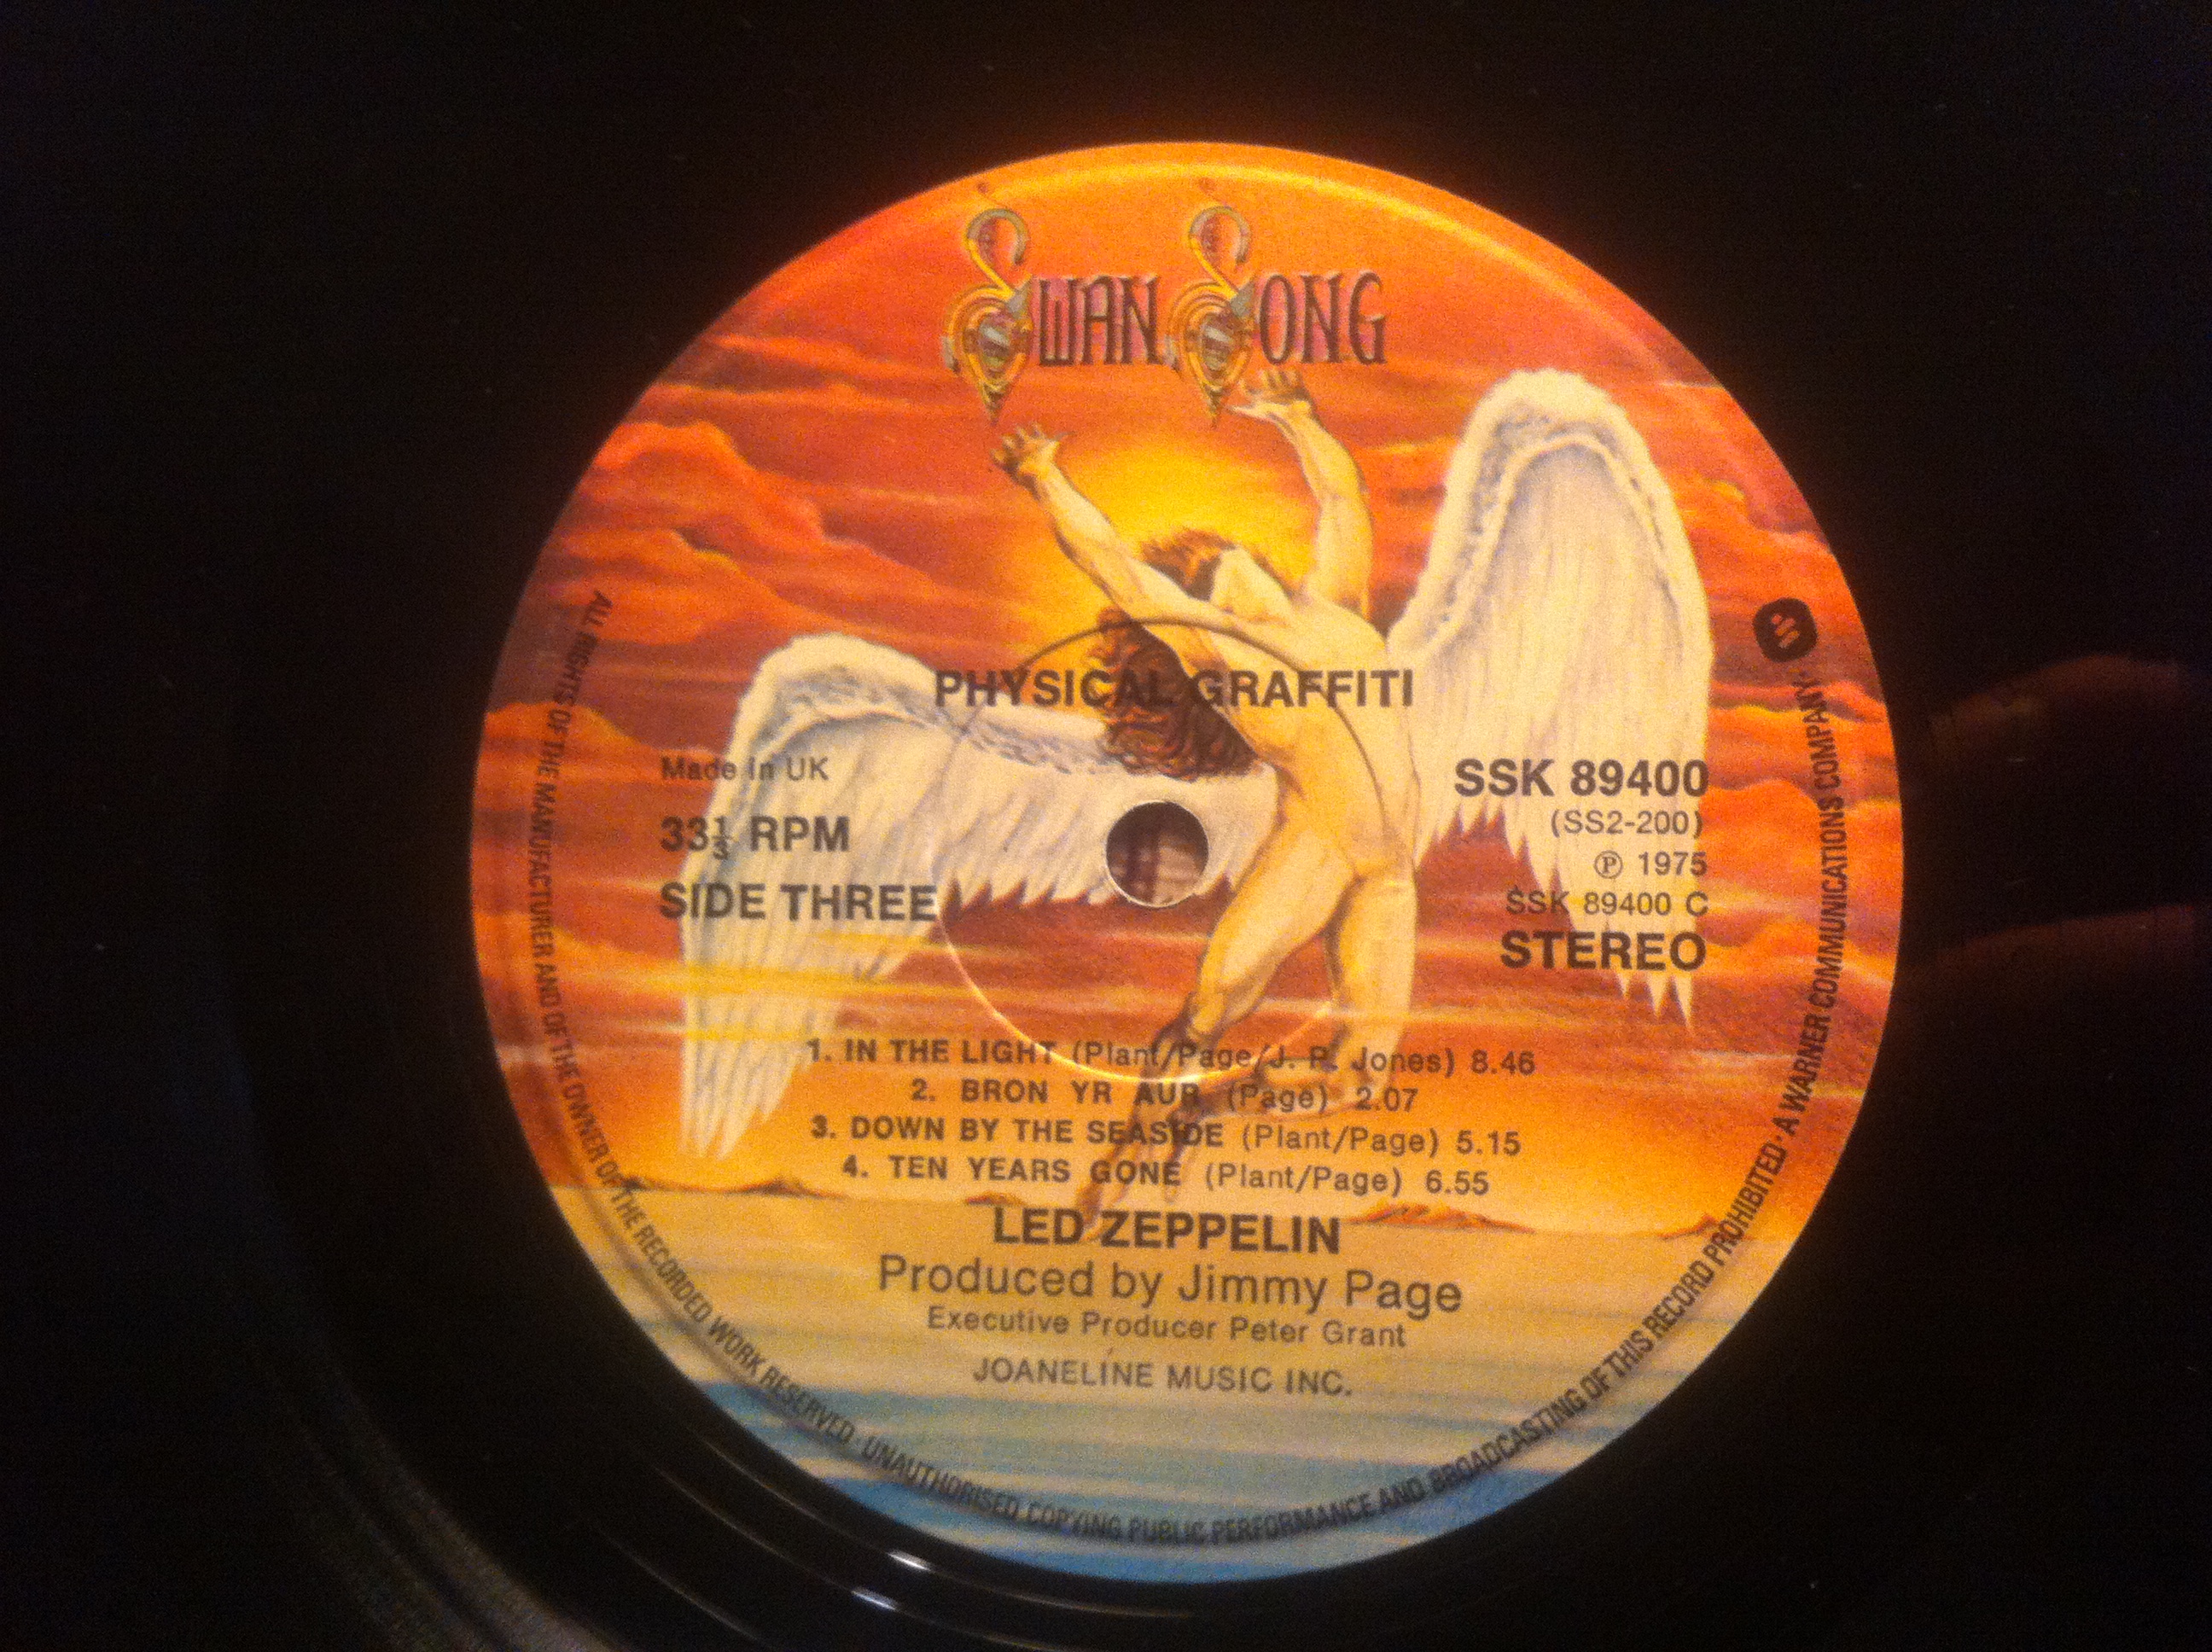 SWAN SONG
PHYSICAL GRAFFITI
Made in UK
33⅓ RPM
SIDE THREE
SSK 89400
(SS2-200)
℗ 1975
SSK 89400 C
STEREO
1. IN THE LIGHT (Plant/Page/J. P. Jones) 8.46
2. BRON YR AUR (Page) 2.07
3. DOWN BY THE SEASIDE (Plant/Page) 5.15
4. TEN YEARS GONE (Plant/Page) 6.55
LED ZEPPELIN
Produced by Jimmy Page
Executive Producer Peter Grant
JOANELINE MUSIC INC.
ALL RIGHTS OF THE MANUFACTURER AND OF THE OWNER OF THE RECORDED WORK RESERVED · UNAUTHORISED COPYING PUBLIC PERFORMANCE AND BROADCASTING OF THIS RECORD PROHIBITED · A WARNER COMMUNICATIONS COMPANY ·